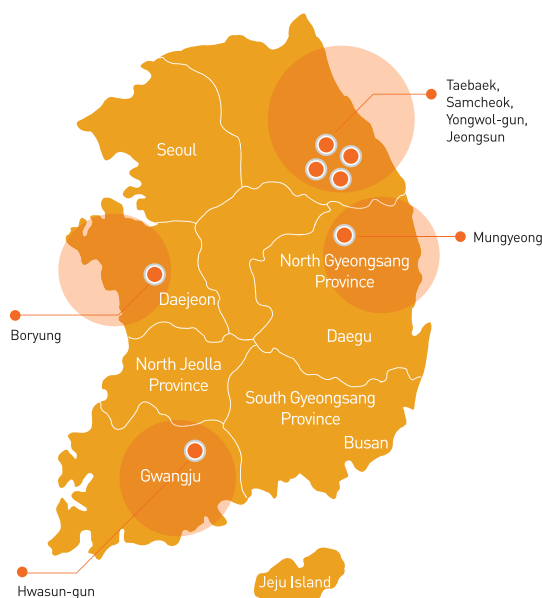 Taebaek,
Samcheok,
Yongwol-gun,
Jeongsun
Seoul
Mungyeong
North Gyeongsang
Province
Daejeon
Boryung
Daegu
North Jeolla
Province
South Gyeongsang
Province
Busan
Gwangju
Jeju Island
Hwasun-gun